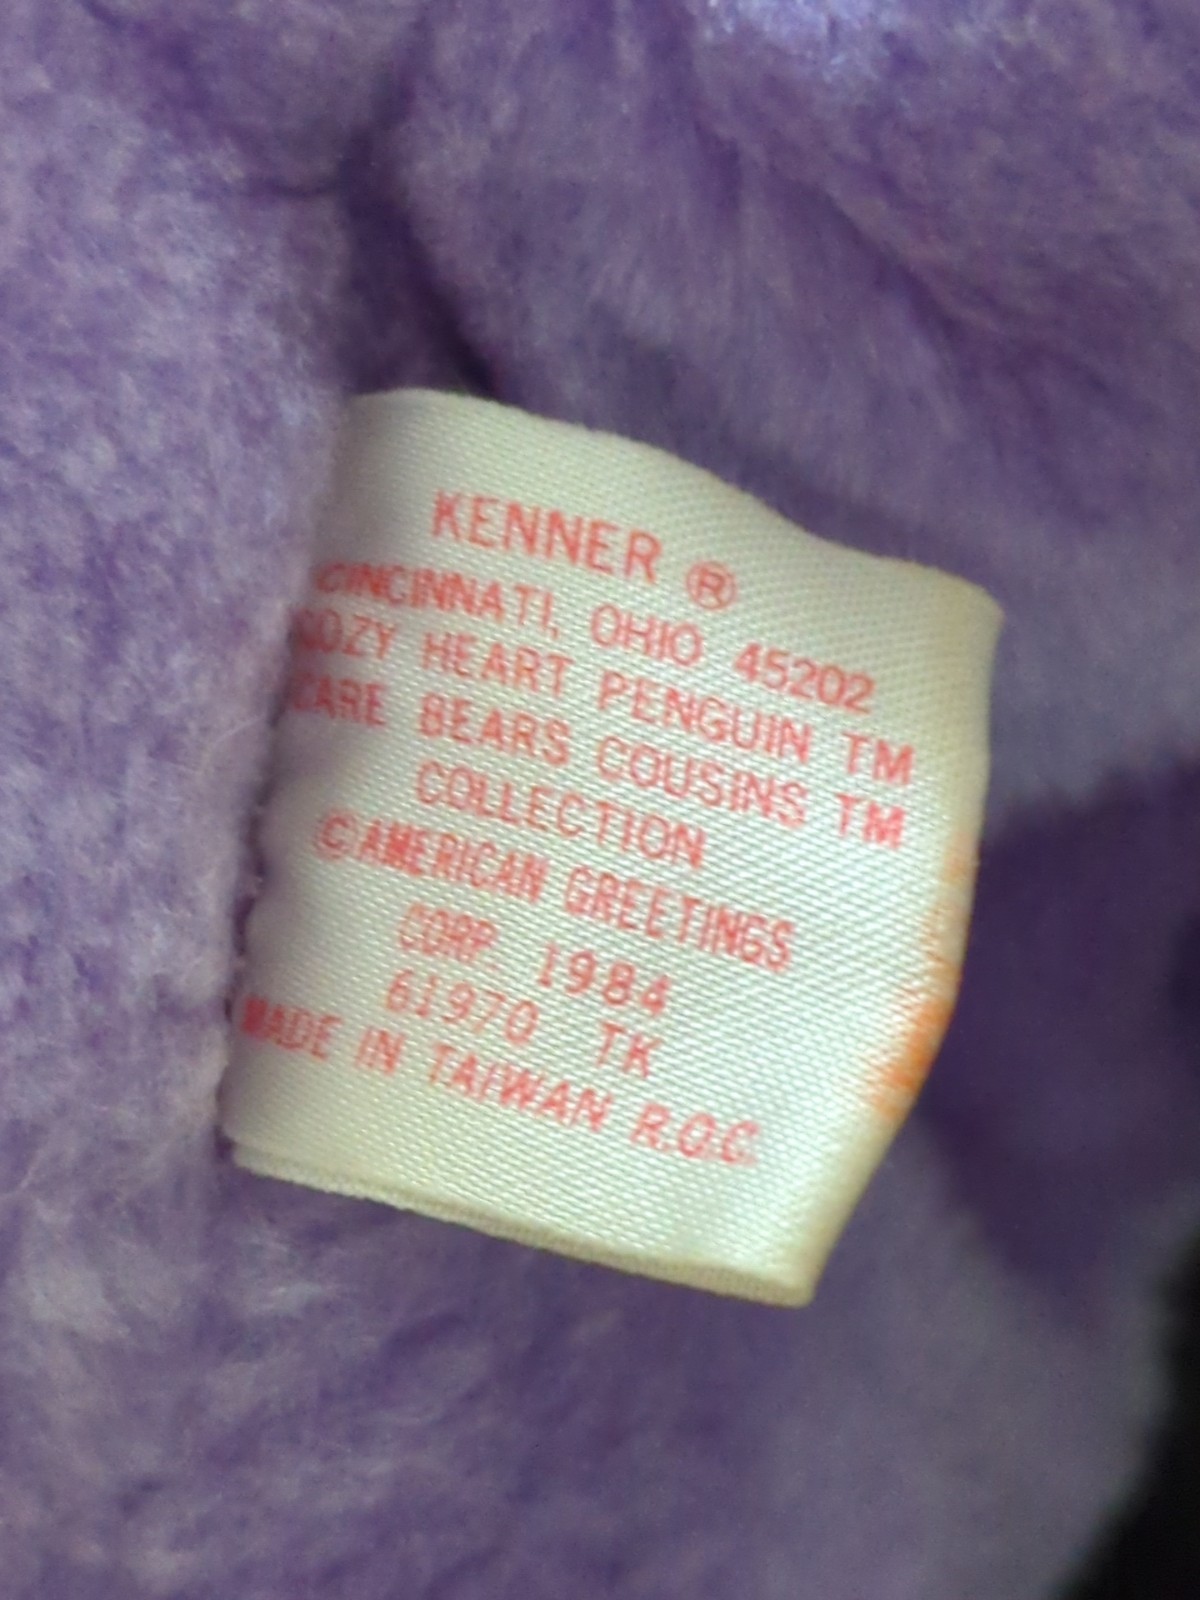 KENNER ®
CINCINNATI, OHIO 45202
COZY HEART PENGUIN TM
CARE BEARS COUSINS TM
COLLECTION
© AMERICAN GREETINGS
CORP. 1984
61970 TK
MADE IN TAIWAN R.O.C.